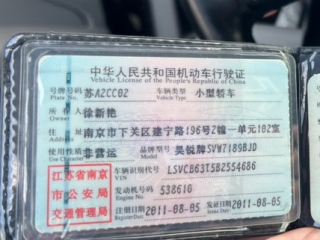 中华人民共和国机动车行驶证
Vehicle License of the People's Republic of China
号牌号码 苏A2CC02 车辆类型 小型轿车
Plate No. Vehicle Type
所有人 徐新艳
Owner
住址 南京市下关区建宁路196号2幢一单元102室
Address
使用性质 非营运 品牌型号 昊锐牌SVW7189BJD
Use Character Model
江苏省南京
市公安局
交通管理局
车辆识别代号 LSVCB63T5B2554686
VIN
发动机号码 538610
Engine No.
注册日期 2011-08-05 发证日期 2011-08-05
Register Date Issue Date